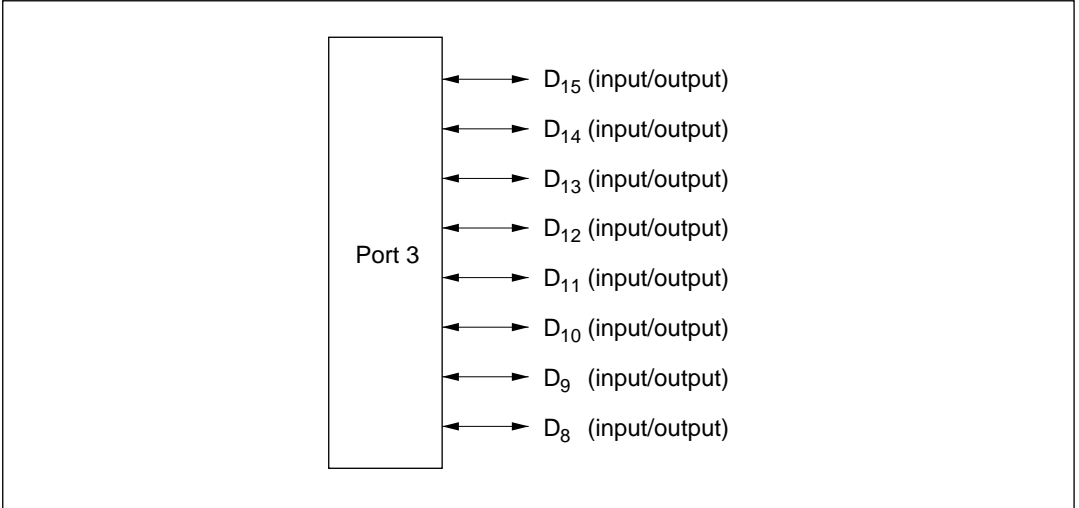 D15 (input/output)
D14 (input/output)
D13 (input/output)
D12 (input/output)
Port 3
D11 (input/output)
D10 (input/output)
D9 (input/output)
D8 (input/output)